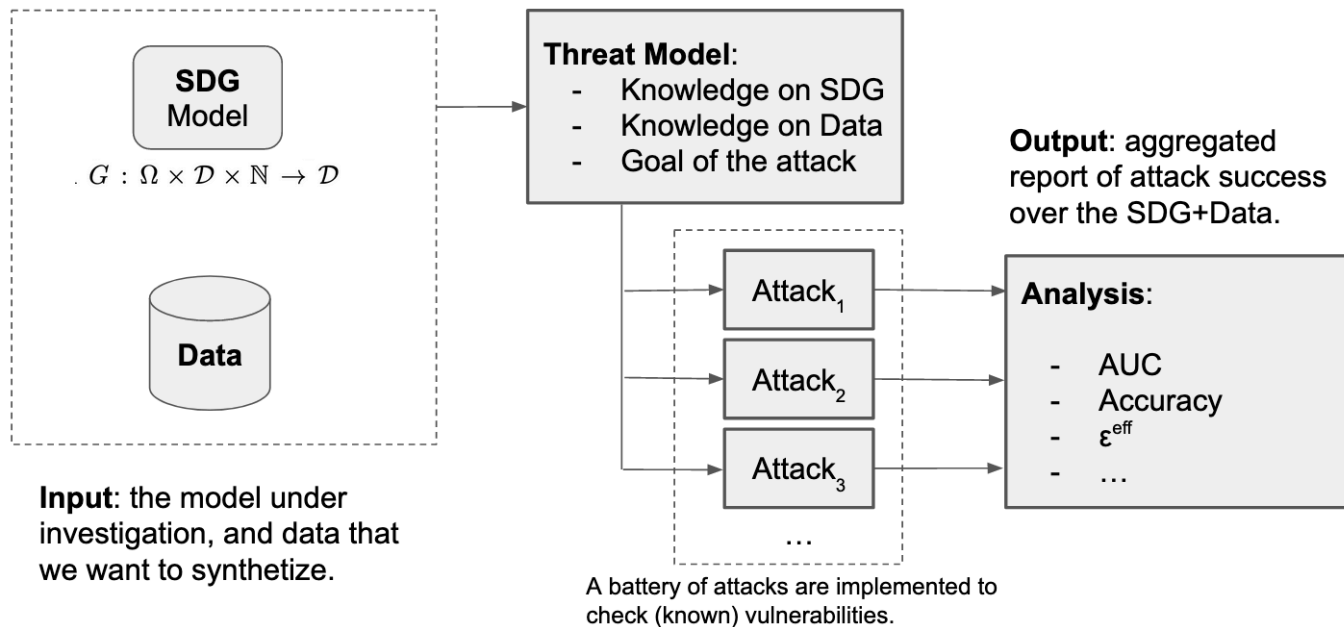 SDG
Model
. G : Ω × 𝒟 × ℕ → 𝒟
Data
Input: the model under
investigation, and data that
we want to synthetize.
Threat Model:
- Knowledge on SDG
- Knowledge on Data
- Goal of the attack
Attack₁
Attack₂
Attack₃
...
A battery of attacks are implemented to
check (known) vulnerabilities.
Output: aggregated
report of attack success
over the SDG+Data.
Analysis:
- AUC
- Accuracy
- ε^eff
- ...